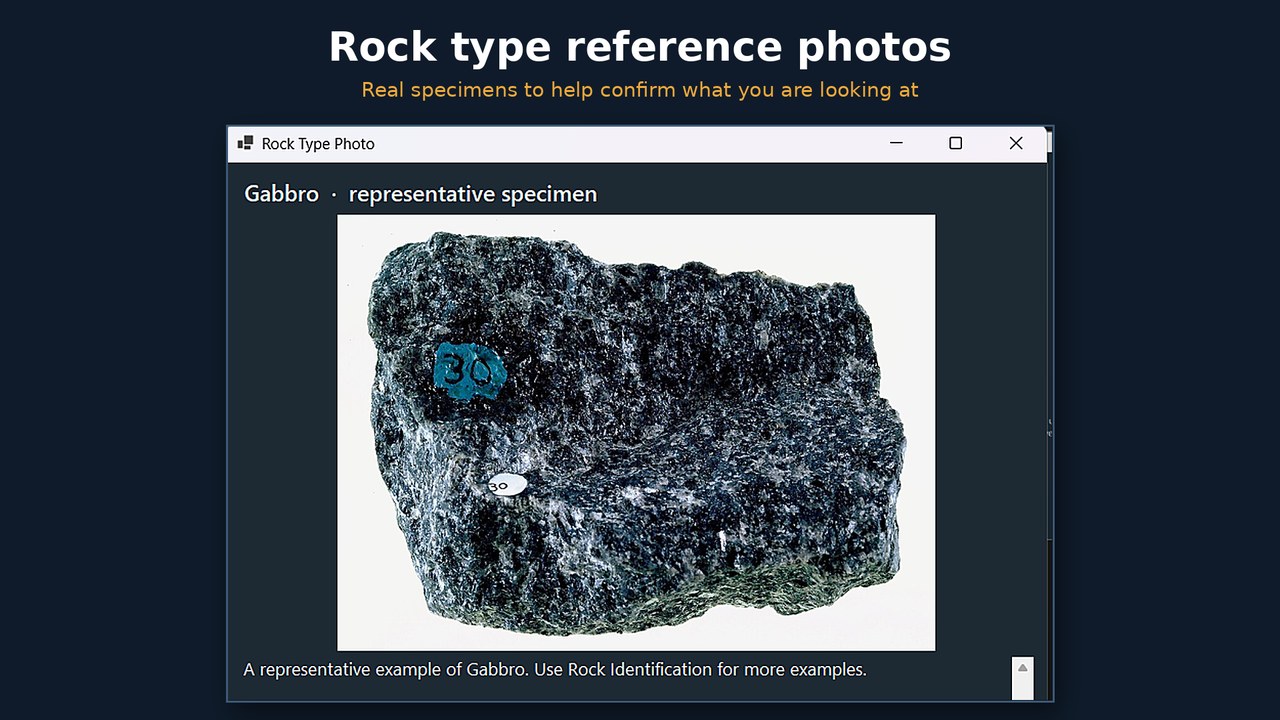 Rock type reference photos
Real specimens to help confirm what you are looking at
Rock Type Photo
Gabbro · representative specimen
30
30
A representative example of Gabbro. Use Rock Identification for more examples.